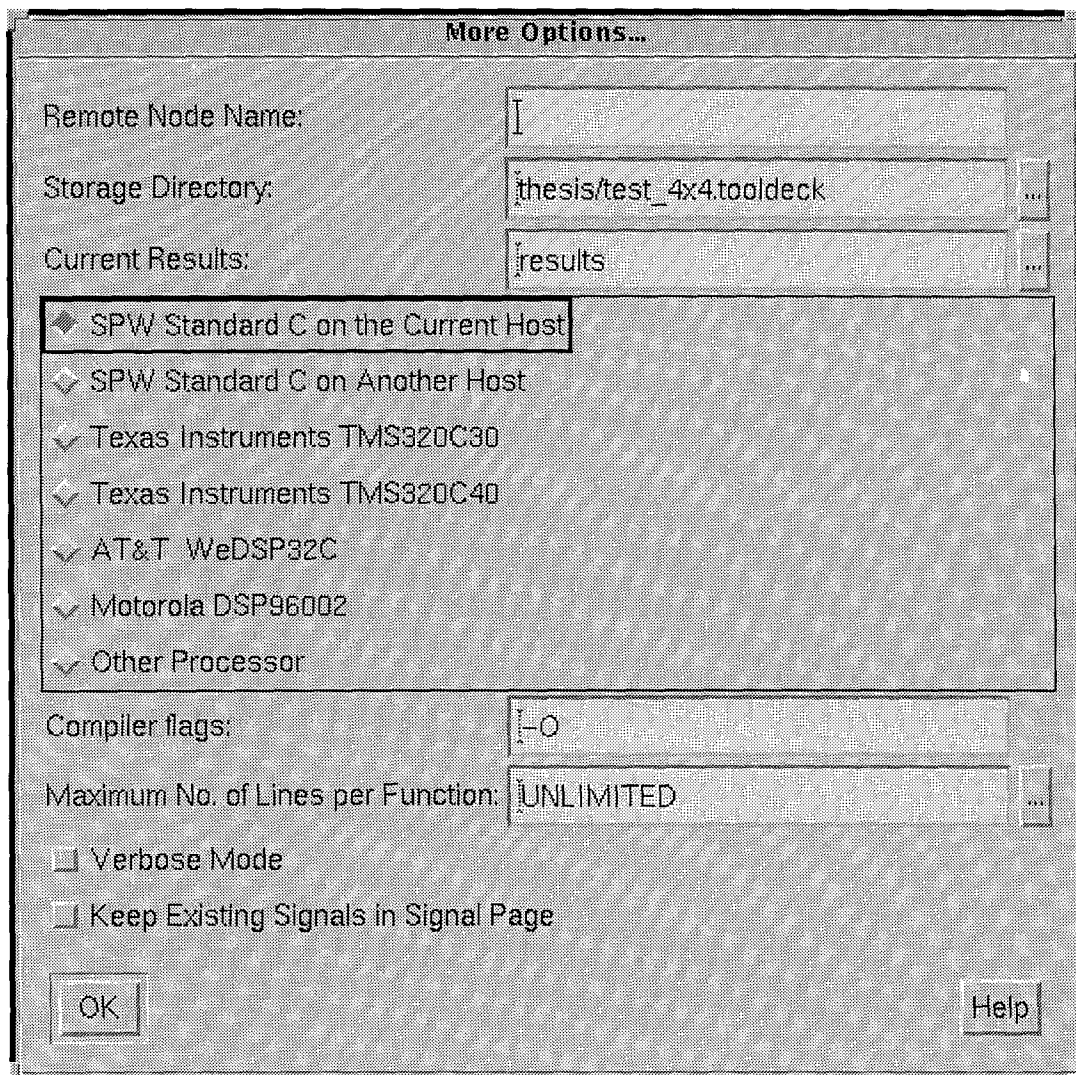 More Options...
Remote Node Name:
Storage Directory: thesis/test_4x4.tooldeck ...
Current Results: results ...
SPW Standard C on the Current Host
SPW Standard C on Another Host
Texas Instruments TMS320C30
Texas Instruments TMS320C40
AT&T WeDSP32C
Motorola DSP96002
Other Processor
Compiler flags: -O
Maximum No. of Lines per Function: UNLIMITED ...
Verbose Mode
Keep Existing Signals in Signal Page
OK Help